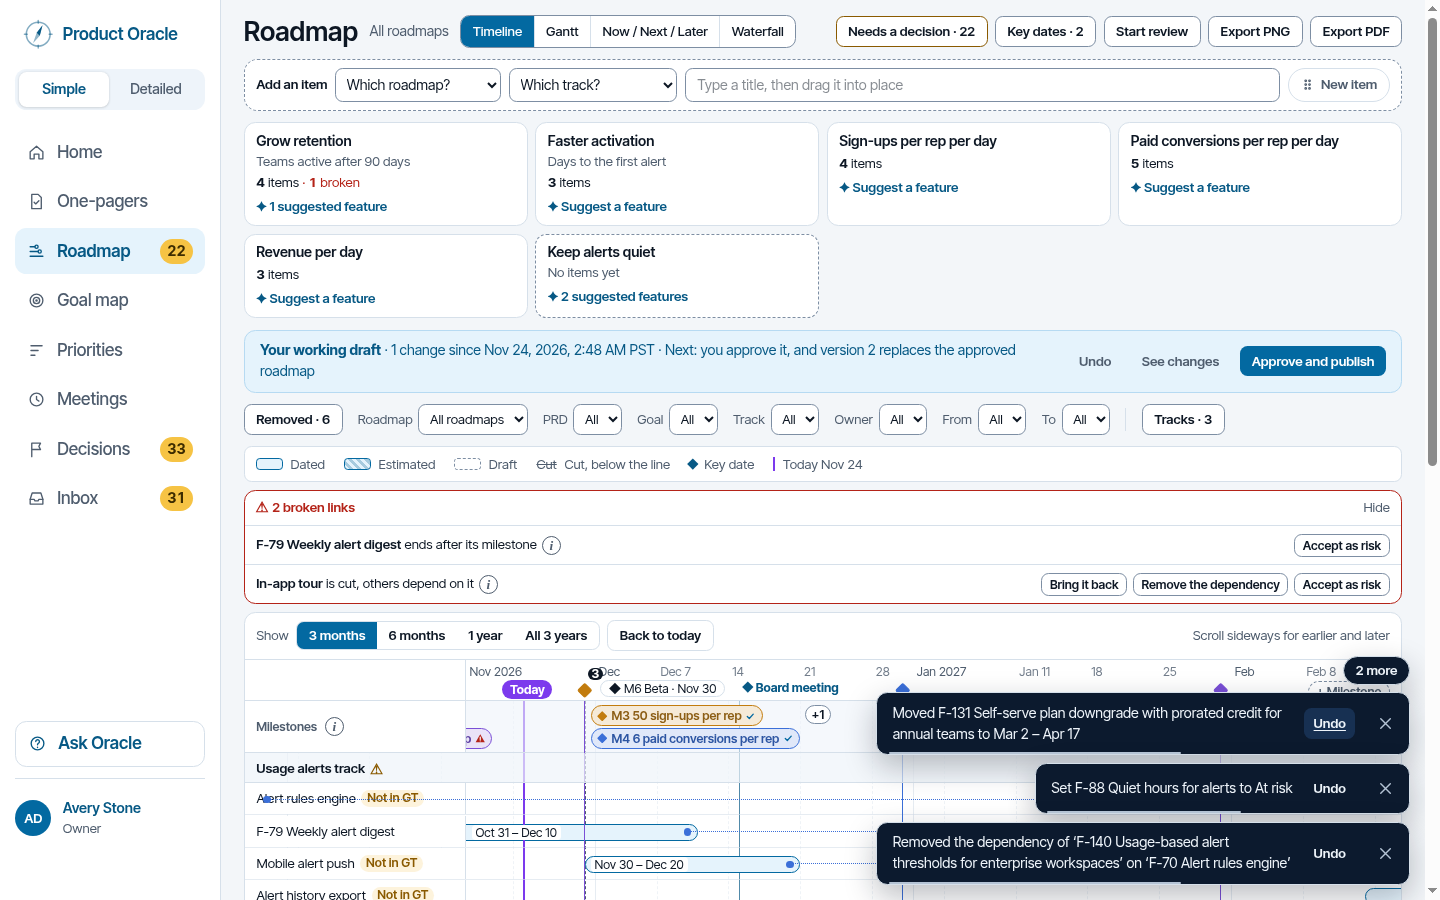 Product Oracle
Simple
Detailed
Home
One-pagers
Roadmap
22
Goal map
Priorities
Meetings
Decisions
33
Inbox
31
Ask Oracle
AD
Avery Stone
Owner
Roadmap
All roadmaps
Timeline
Gantt
Now / Next / Later
Waterfall
Needs a decision · 22
Key dates · 2
Start review
Export PNG
Export PDF
Add an item
Which roadmap?
Which track?
Type a title, then drag it into place
New item
Grow retention
Teams active after 90 days
4 items · 1 broken
1 suggested feature
Faster activation
Days to the first alert
3 items
Suggest a feature
Sign-ups per rep per day
4 items
Suggest a feature
Paid conversions per rep per day
5 items
Suggest a feature
Revenue per day
3 items
Suggest a feature
Keep alerts quiet
No items yet
2 suggested features
Your working draft · 1 change since Nov 24, 2026, 2:48 AM PST · Next: you approve it, and version 2 replaces the approved
roadmap
Undo
See changes
Approve and publish
Removed · 6
Roadmap
All roadmaps
PRD
All
Goal
All
Track
All
Owner
All
From
All
To
All
Tracks · 3
Dated
Estimated
Draft
Cut
Cut, below the line
Key date
Today Nov 24
2 broken links
Hide
F-79 Weekly alert digest ends after its milestone
Accept as risk
In-app tour is cut, others depend on it
Bring it back
Remove the dependency
Accept as risk
Show
3 months
6 months
1 year
All 3 years
Back to today
Scroll sideways for earlier and later
Nov 2026
3
Dec
Dec 7
14
21
28
Jan 2027
Jan 11
18
25
Feb
Feb 8
2 more
Today
M6 Beta · Nov 30
Board meeting
Milestones
M3 50 sign-ups per rep
+1
M4 6 paid conversions per rep
Usage alerts track
Alert rules engine
Not in GT
F-79 Weekly alert digest
Oct 31 – Dec 10
Mobile alert push
Not in GT
Nov 30 – Dec 20
Alert history export
Not in GT
Moved F-131 Self-serve plan downgrade with prorated credit for
annual teams to Mar 2 – Apr 17
Undo
Set F-88 Quiet hours for alerts to At risk
Undo
Removed the dependency of ‘F-140 Usage-based alert
thresholds for enterprise workspaces’ on ‘F-70 Alert rules engine’
Undo